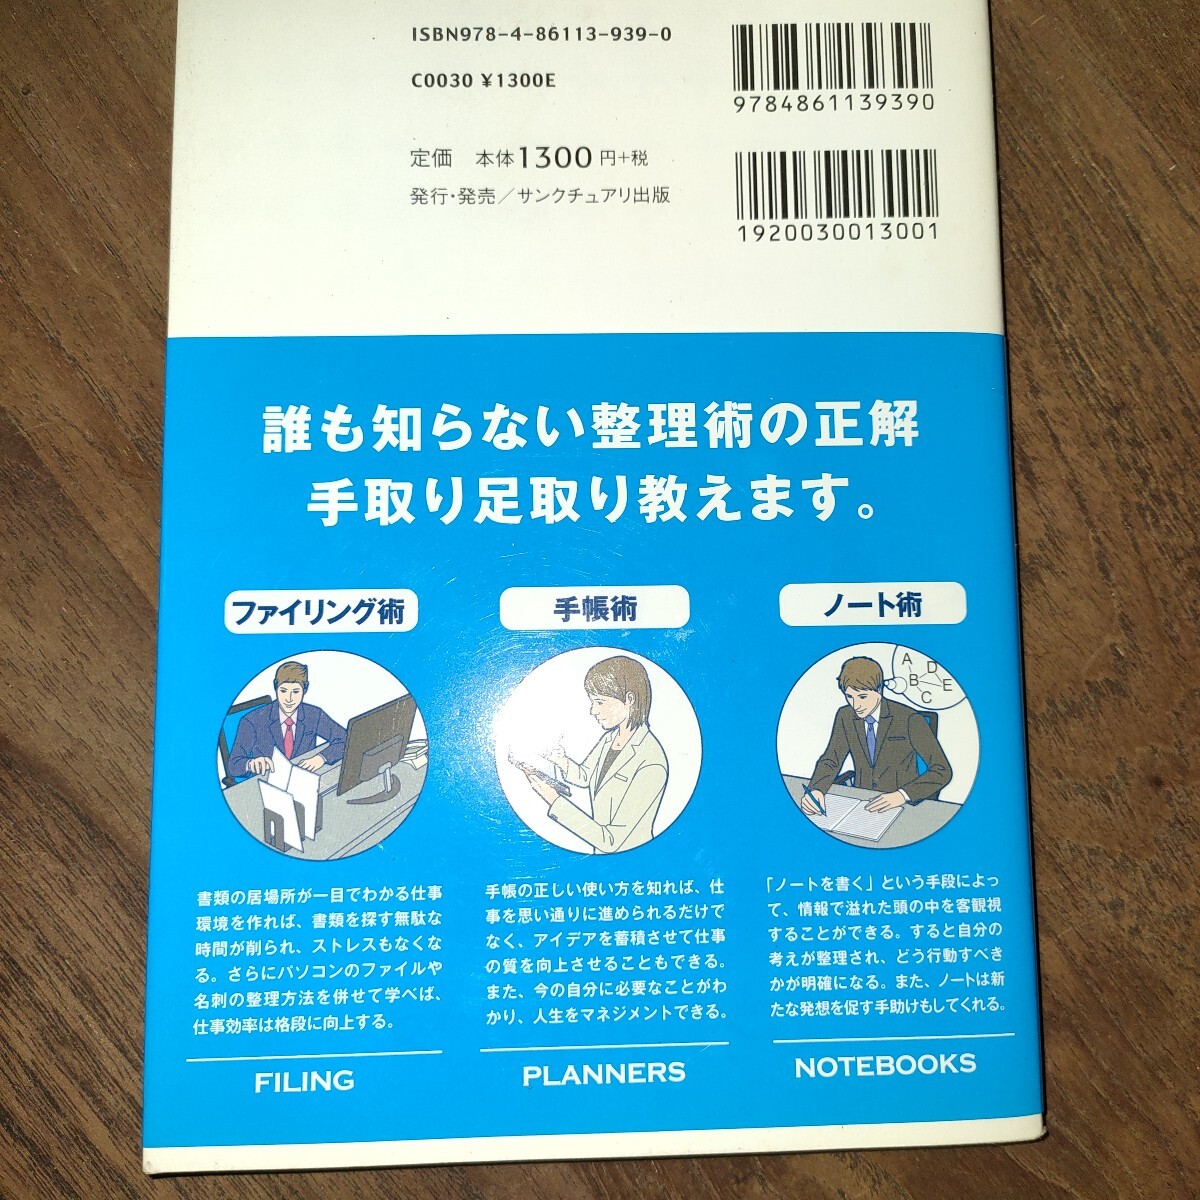 ISBN978-4-86113-939-0
C0030 ¥1300E
9784861139390
定価 本体1300円+税
発行・発売/サンクチュアリ出版
1920030013001
誰も知らない整理術の正解
手取り足取り教えます。
ファイリング術
書類の居場所が一目でわかる仕事
環境を作れば、書類を探す無駄な
時間が削られ、ストレスもなくな
る。さらにパソコンのファイルや
名刺の整理方法を併せて学べば、
仕事効率は格段に向上する。
FILING
手帳術
手帳の正しい使い方を知れば、仕
事を思い通りに進められるだけで
なく、アイデアを蓄積させて仕事
の質を向上させることもできる。
また、今の自分に必要なことがわ
かり、人生をマネジメントできる。
PLANNERS
ノート術
A
D
B
E
C
「ノートを書く」という手段によっ
て、情報で溢れた頭の中を客観視
することができる。すると自分の
考えが整理され、どう行動すべき
かが明確になる。また、ノートは新
たな発想を促す手助けもしてくれる。
NOTEBOOKS